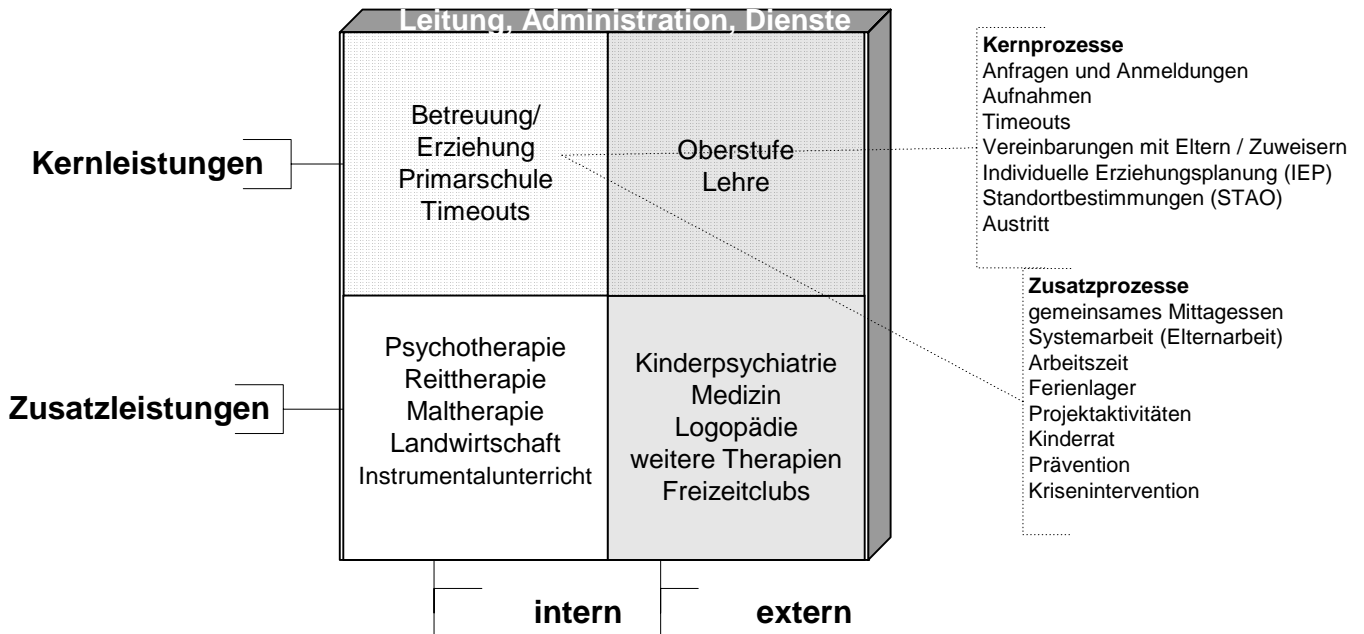 Leitung, Administration, Dienste
Kernleistungen
Betreuung/
Erziehung
Primarschule
Timeouts
Oberstufe
Lehre
Zusatzleistungen
Psychotherapie
Reittherapie
Maltherapie
Landwirtschaft
Instrumentalunterricht
Kinderpsychiatrie
Medizin
Logopädie
weitere Therapien
Freizeitclubs
intern
extern
Kernprozesse
Anfragen und Anmeldungen
Aufnahmen
Timeouts
Vereinbarungen mit Eltern / Zuweisern
Individuelle Erziehungsplanung (IEP)
Standortbestimmungen (STAO)
Austritt
Zusatzprozesse
gemeinsames Mittagessen
Systemarbeit (Elternarbeit)
Arbeitszeit
Ferienlager
Projektaktivitäten
Kinderrat
Prävention
Krisenintervention